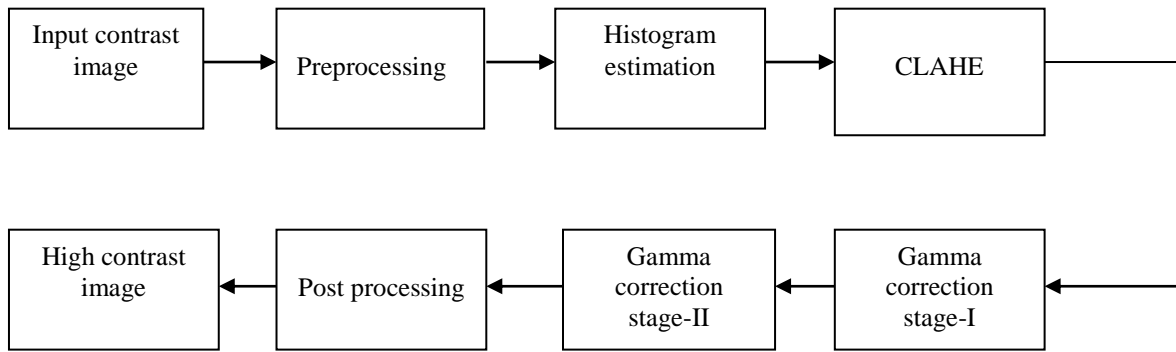 Input contrast
image
Preprocessing
Histogram
estimation
CLAHE
High contrast
image
Post processing
Gamma
correction
stage-II
Gamma
correction
stage-I